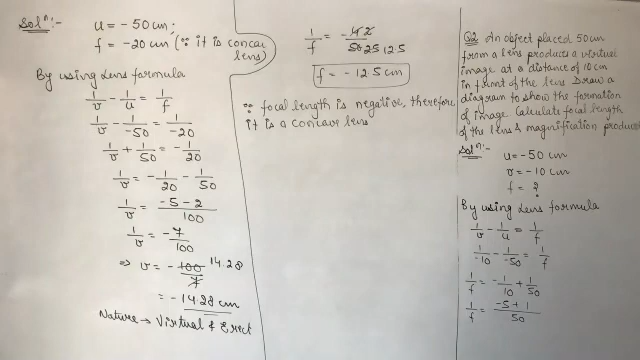 Solⁿ:- u = -50 cm;
f = -20 cm (∵ it is concave lens)
By using Lens formula
1/v - 1/u = 1/f
1/v - 1/-50 = 1/-20
1/v + 1/50 = -1/20
1/v = -1/20 - 1/50
1/v = -5-2/100
1/v = -7/100
⇒ v = -100/7 14.28
= -14.28 cm
Nature → Virtual & Erect
1/f = -42/50 25 12.5
f = -12.5 cm
∵ focal length is negative, therefore
it is a concave lens
Q2 An object placed 50 cm
from a lens produces a virtual
image at a distance of 10 cm
in front of the lens. Draw a
diagram to show the formation
of image. Calculate focal length
of the lens & magnification produced
Solⁿ:-
u = -50 cm
v = -10 cm
f = ?
By using Lens formula
1/v - 1/u = 1/f
1/-10 - 1/-50 = 1/f
1/f = -1/10 + 1/50
1/f = -5+1/50